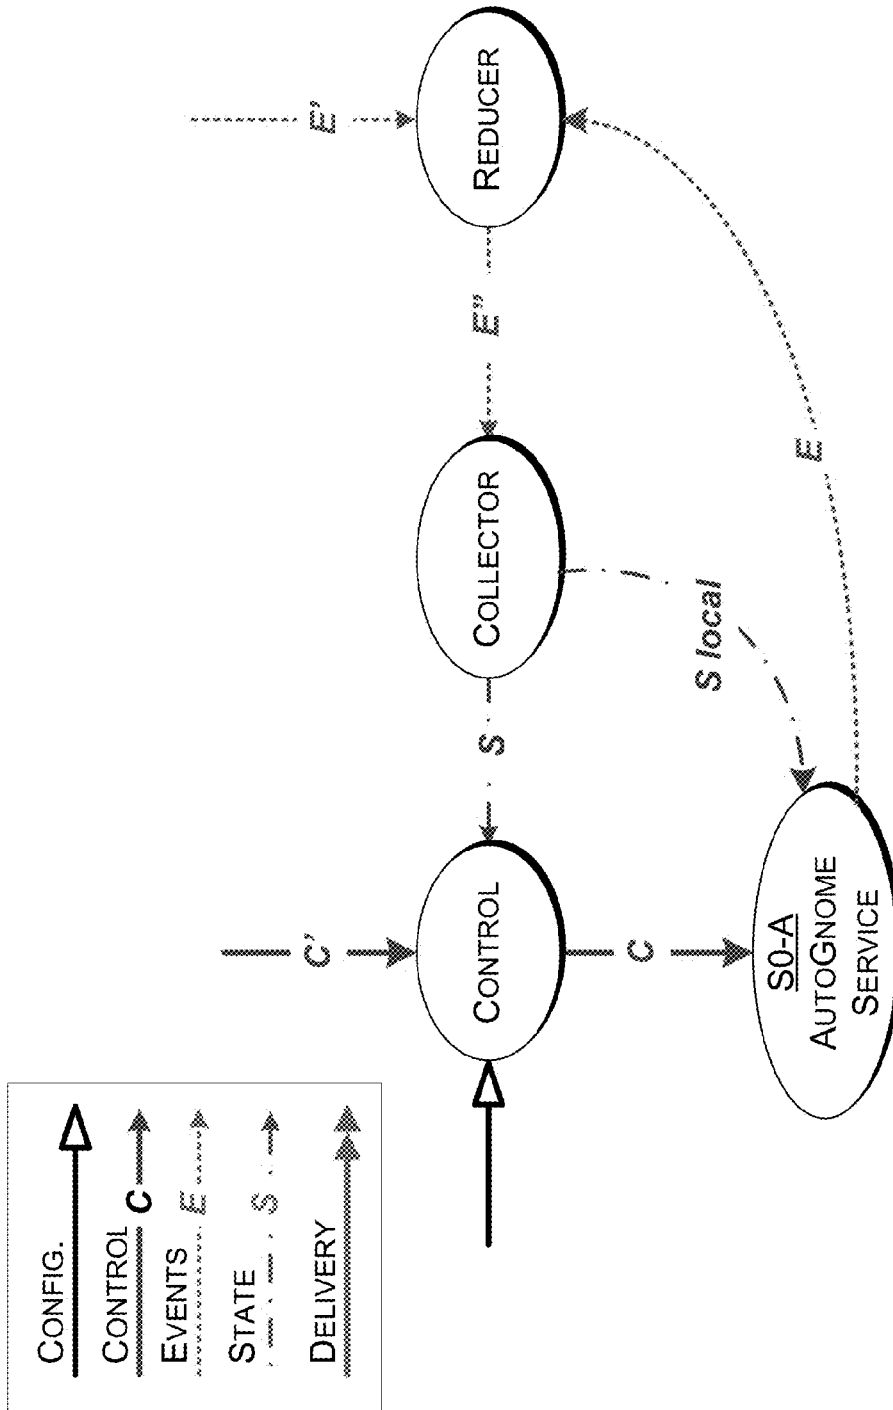 CONFIG.
CONTROL C
EVENTS E
STATE S
DELIVERY
C'
E'
CONTROL
S
COLLECTOR
E"
REDUCER
C
S local
E
S0-A
AUTOGNOME
SERVICE